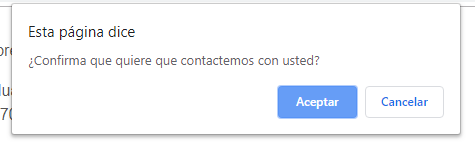 Esta página dice
¿Confirma que quiere que contactemos con usted?
Aceptar Cancelar